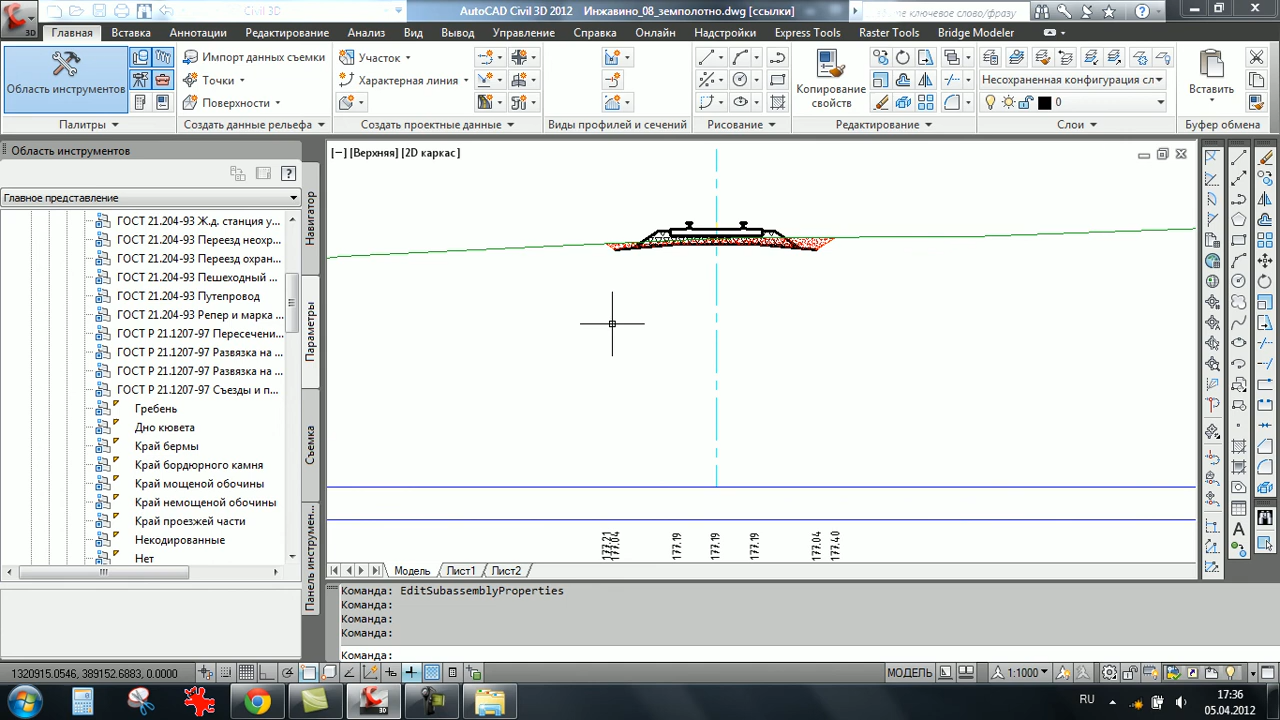 Civil 3D
AutoCAD Civil 3D 2012 Инжавино_08_земполотно.dwg [ссылки]
ключевое слово/фразу
Главная Вставка Аннотации Редактирование Анализ Вид Вывод Управление Справка Онлайн Надстройки Express Tools Raster Tools Bridge Modeler
Область инструментов
Импорт данных съемки
Точки
Поверхности
Участок
Характерная линия
Копирование свойств
Несохраненная конфигурация сл
0
Вставить
Палитры
Создать данные рельефа
Создать проектные данные
Виды профилей и сечений
Рисование
Редактирование
Слои
Буфер обмена
Область инструментов
Главное представление
ГОСТ 21.204-93 Ж.д. станция у...
ГОСТ 21.204-93 Переезд неохр...
ГОСТ 21.204-93 Переезд охран...
ГОСТ 21.204-93 Пешеходный ...
ГОСТ 21.204-93 Путепровод
ГОСТ 21.204-93 Репер и марка ...
ГОСТ Р 21.1207-97 Пересечени...
ГОСТ Р 21.1207-97 Развязка на ...
ГОСТ Р 21.1207-97 Развязка на ...
ГОСТ Р 21.1207-97 Съезды и п...
Гребень
Дно кювета
Край бермы
Край бордюрного камня
Край мощеной обочины
Край немощеной обочины
Край проезжей части
Некодированные
Нет
Навигатор
Параметры
Съемка
Панель инструмен...
[−] [Верхняя] [2D каркас]
177.21
177.04
177.19
177.19
177.19
177.04
177.40
Модель Лист1 Лист2
Команда: EditSubassemblyProperties
Команда:
Команда:
Команда:
Команда:
1320915.0546, 389152.6883, 0.0000
МОДЕЛЬ
1:1000
RU
17:36
05.04.2012